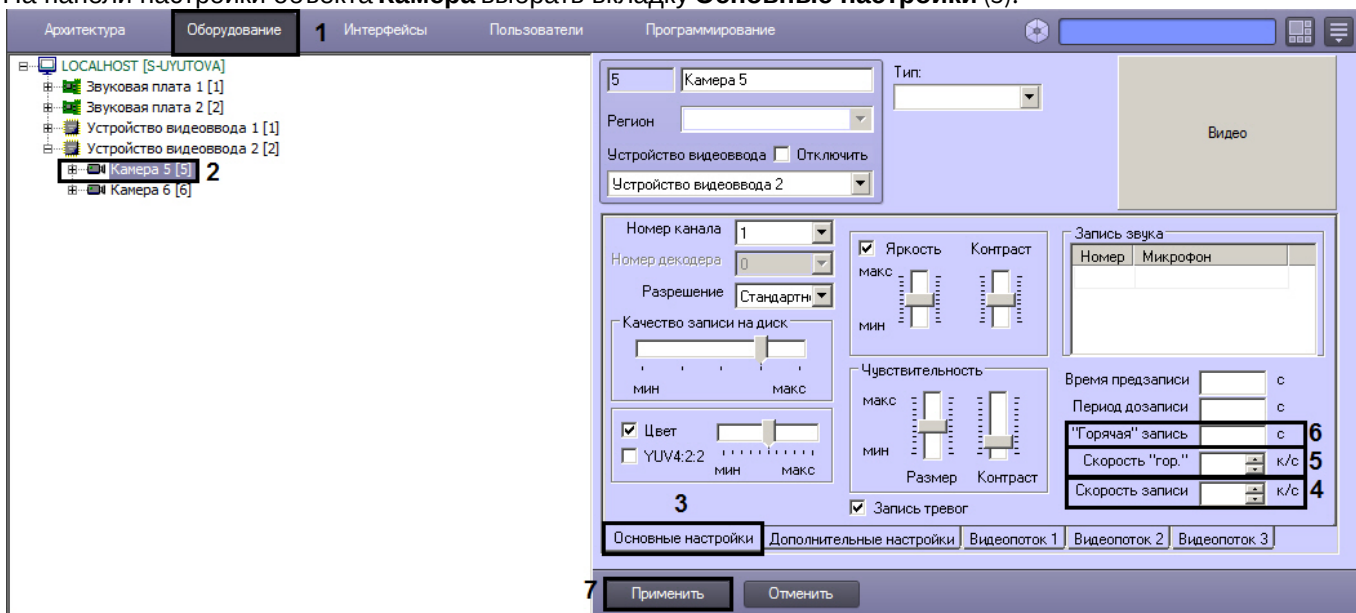 На панели настройки объекта Камера выбрать вкладку Основные настройки (3).
Архитектура Оборудование 1 Интерфейсы Пользователи Программирование
LOCALHOST [S-UYUTOVA]
Звуковая плата 1 [1]
Звуковая плата 2 [2]
Устройство видеоввода 1 [1]
Устройство видеоввода 2 [2]
Камера 5 [5] 2
Камера 6 [6]
5 Камера 5
Тип:
Регион
Устройство видеоввода Отключить
Устройство видеоввода 2
Видео
Номер канала 1
Номер декодера 0
Разрешение Стандартн
Качество записи на диск
мин макс
Цвет
YUV4:2:2
мин макс
3
Яркость Контраст
макс
мин
Чувствительность
макс
мин
Размер Контраст
Запись тревог
Запись звука
Номер Микрофон
Время предзаписи с
Период дозаписи с
"Горячая" запись с 6
Скорость "гор." к/с 5
Скорость записи к/с 4
Основные настройки Дополнительные настройки Видеопоток 1 Видеопоток 2 Видеопоток 3
7 Применить Отменить